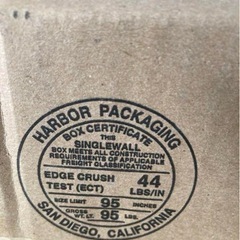 HARBOR PACKAGING
BOX CERTIFICATE
THIS
SINGLEWALL
BOX MEETS ALL CONSTRUCTION
REQUIREMENTS OF APPLICABLE
FREIGHT CLASSIFICATION
EDGE CRUSH TEST (ECT) 44 LBS/IN
SIZE LIMIT 95 INCHES
GROSS WT. LT. 95 LBS.
SAN DIEGO, CALIFORNIA